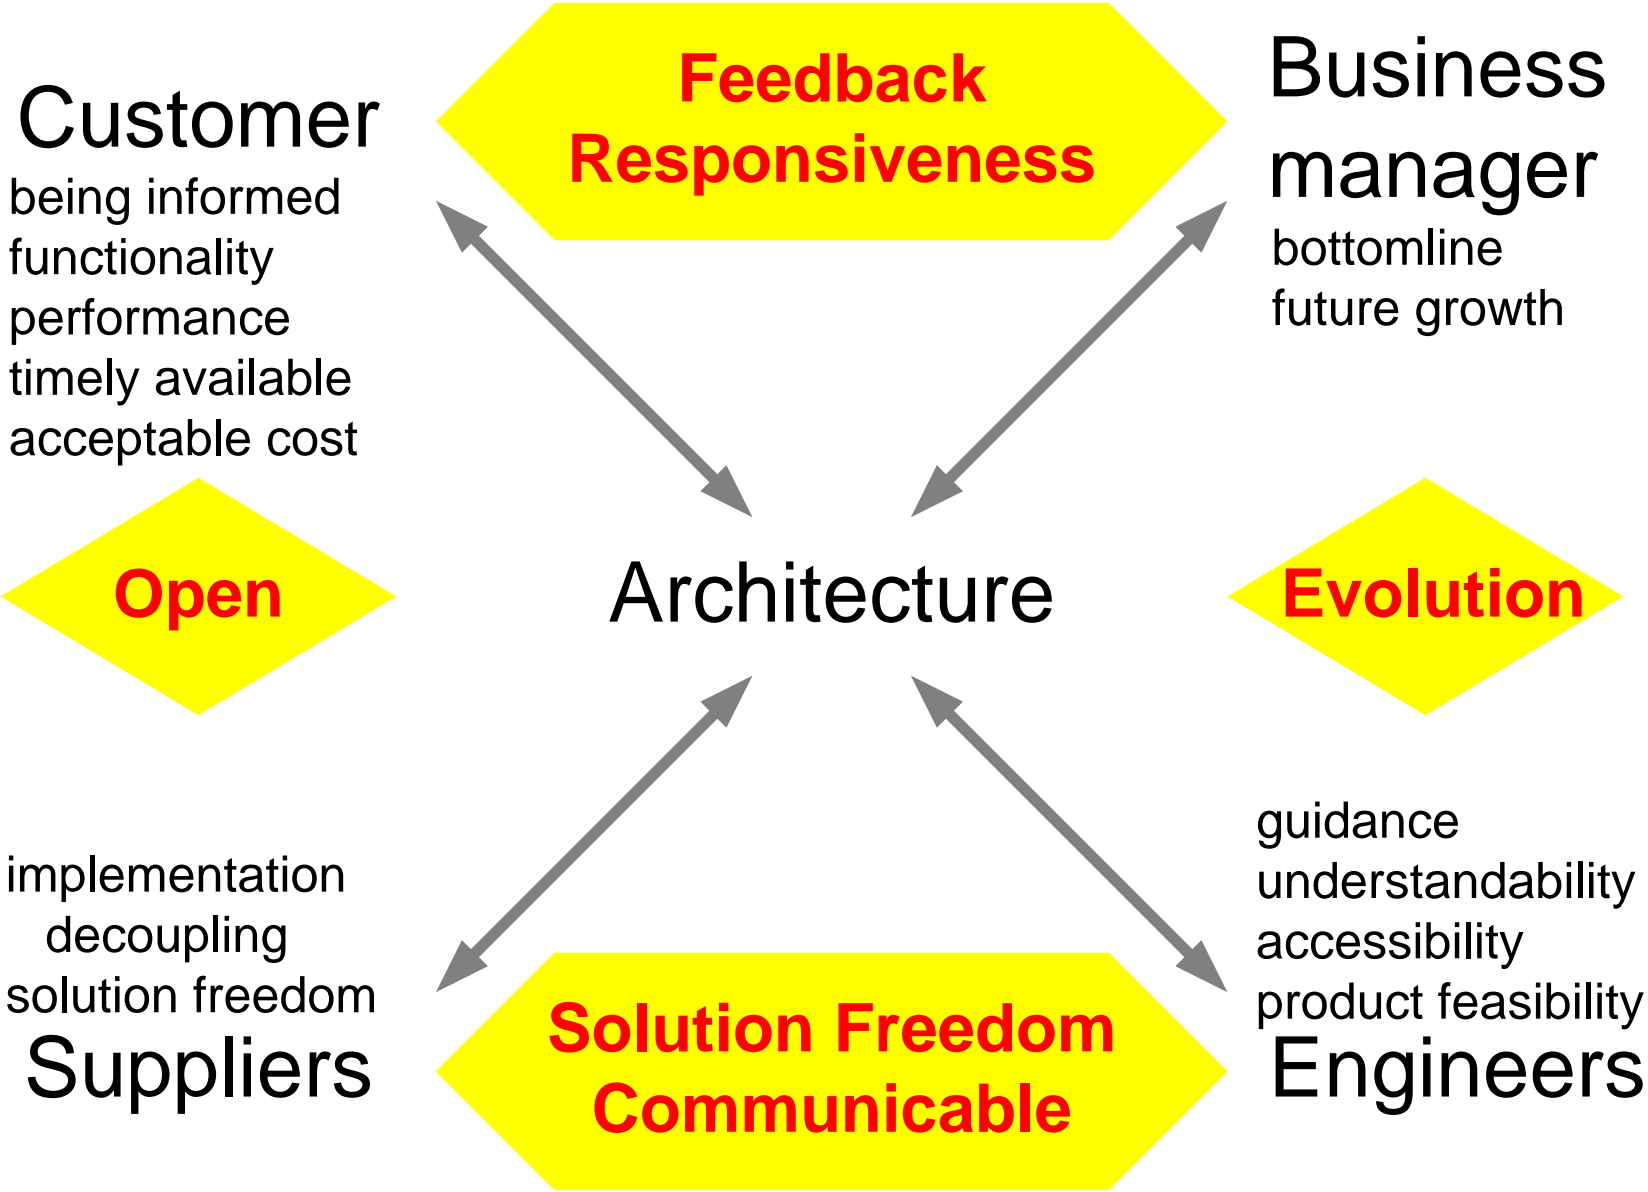 Customer
being informed
functionality
performance
timely available
acceptable cost
Feedback
Responsiveness
Business
manager
bottomline
future growth
Open
Architecture
Evolution
implementation
decoupling
solution freedom
Suppliers
Solution Freedom
Communicable
guidance
understandability
accessibility
product feasibility
Engineers